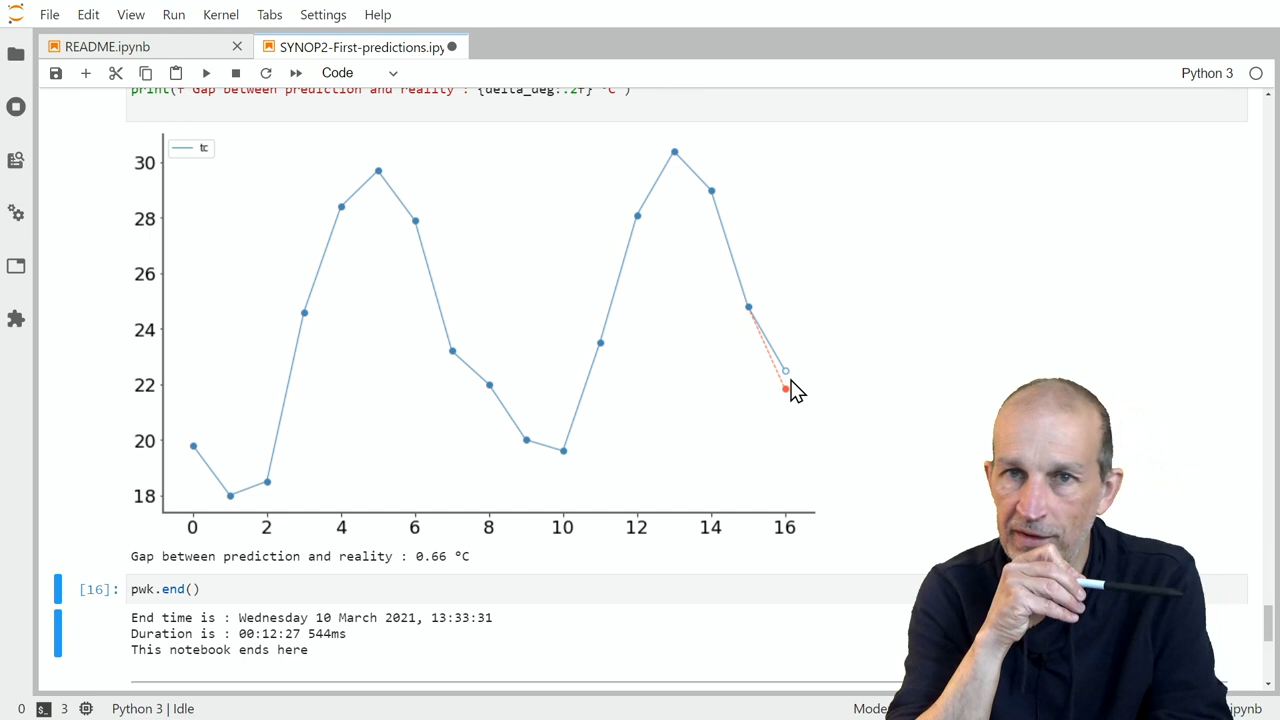 File Edit View Run Kernel Tabs Settings Help
README.ipynb SYNOP2-First-predictions.ipy
Code Python 3
print(f'Gap between prediction and reality : {delta_deg:.2f} °C')
tc
30
28
26
24
22
20
18
0 2 4 6 8 10 12 14 16
Gap between prediction and reality : 0.66 °C
[16]: pwk.end()
End time is : Wednesday 10 March 2021, 13:33:31
Duration is : 00:12:27 544ms
This notebook ends here
0 3 Python 3 | Idle Mode ipynb